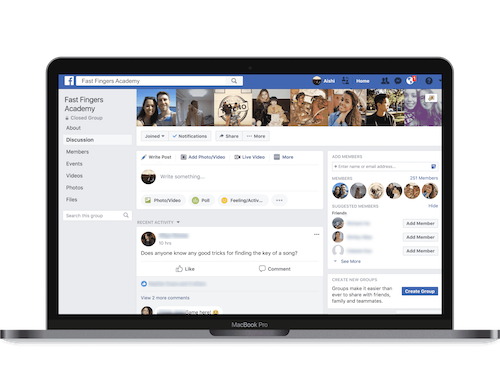 f
Fast Fingers Academy
Aishi
Home
Fast Fingers
Academy
Closed Group
About
Discussion
Members
Events
Videos
Photos
Files
Search this group
Joined
Notifications
Share
More
Write Post
Add Photo/Video
Live Video
More
Write something...
Photo/Video
Poll
Feeling/Activ...
RECENT ACTIVITY
10 hrs
Does anyone know any good tricks for finding the key of a song?
Like
Comment
View 2 more comments
Same here!
ADD MEMBERS
+ Enter name or email address...
MEMBERS
251 Members
SUGGESTED MEMBERS
Hide
Friends
Add Member
Add Member
Add Member
See More
CREATE NEW GROUPS
Groups make it easier than
ever to share with friends,
family and teammates.
Create Group
MacBook Pro